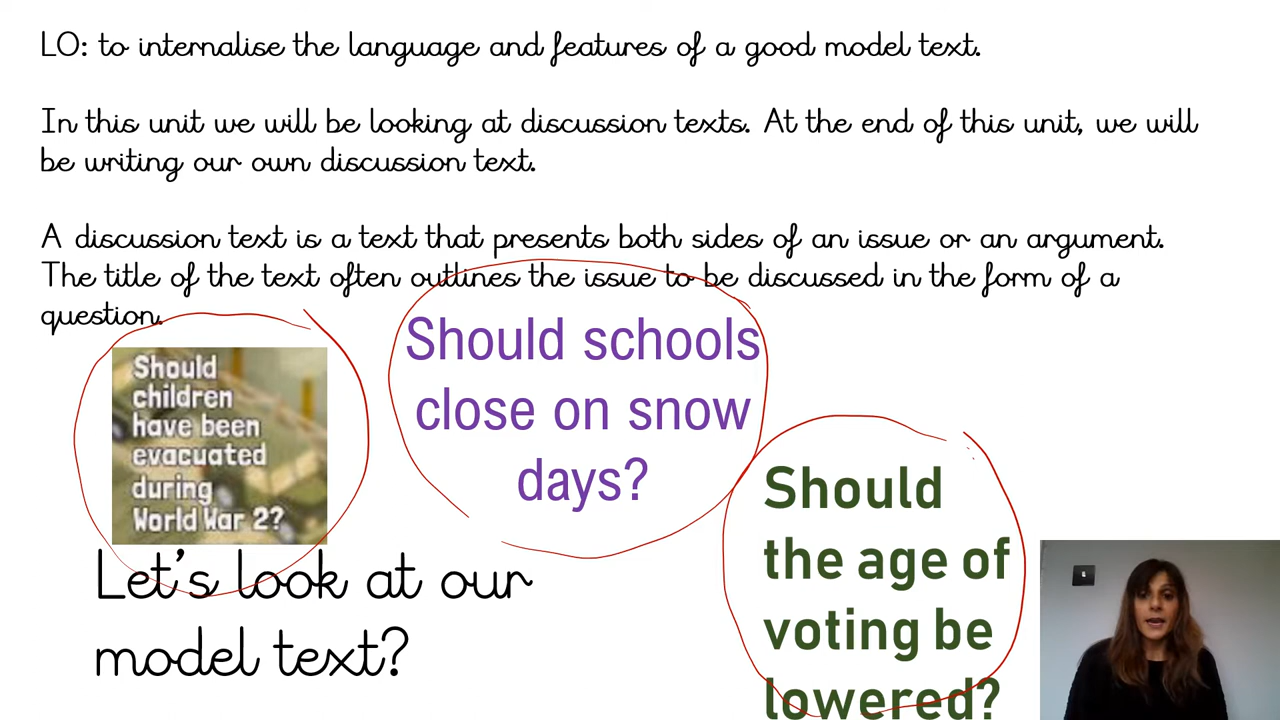 LO: to internalise the language and features of a good model text.
In this unit we will be looking at discussion texts. At the end of this unit, we will
be writing our own discussion text.
A discussion text is a text that presents both sides of an issue or an argument.
The title of the text often outlines the issue to be discussed in the form of a
question.
Should
children
have been
evacuated
during
World War 2?
Should schools
close on snow
days?
Should
the age of
voting be
lowered?
Let's look at our
model text?